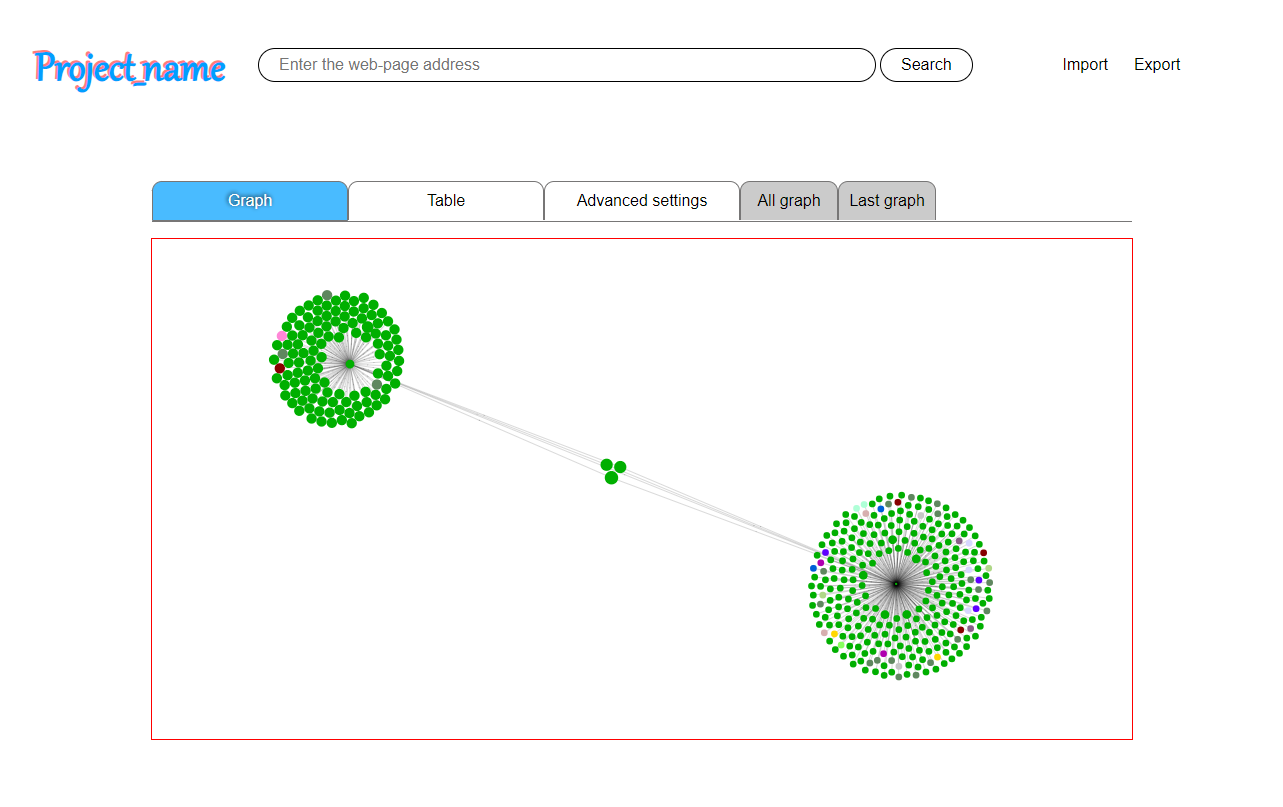 Project_name
Enter the web-page address
Search
Import
Export
Graph
Table
Advanced settings
All graph
Last graph